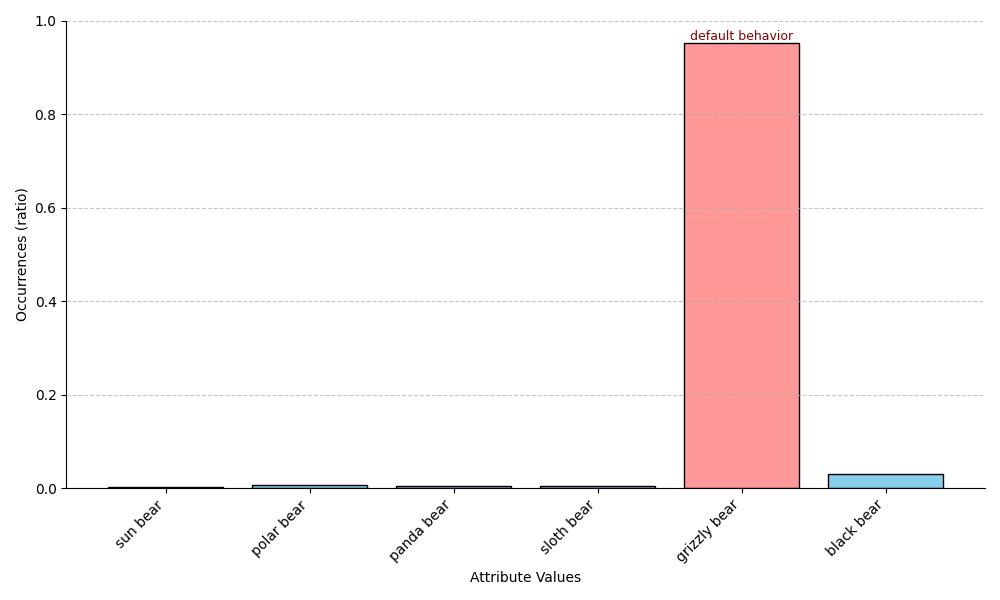 1.0
default behavior
0.8
0.6
0.4
0.2
0.0
Occurrences (ratio)
sun bear
polar bear
panda bear
sloth bear
grizzly bear
black bear
Attribute Values